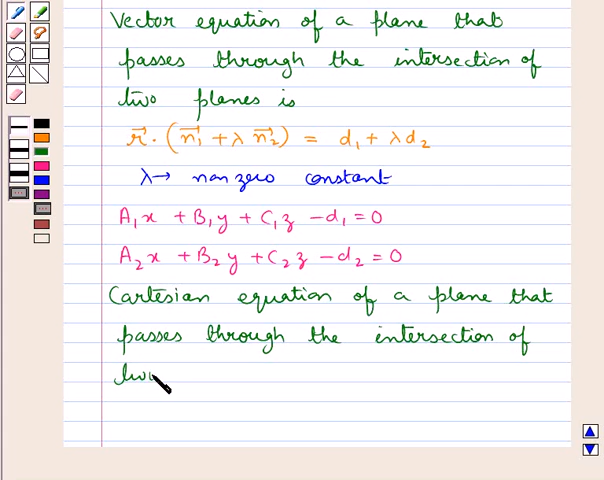 Vector equation of a plane that
passes through the intersection of
two planes is
r⃗ · (n⃗₁ + λ n⃗₂) = d₁ + λd₂
λ → non zero constant
A₁x + B₁y + C₁z − d₁ = 0
A₂x + B₂y + C₂z − d₂ = 0
Cartesian equation of a plane that
passes through the intersection of
two